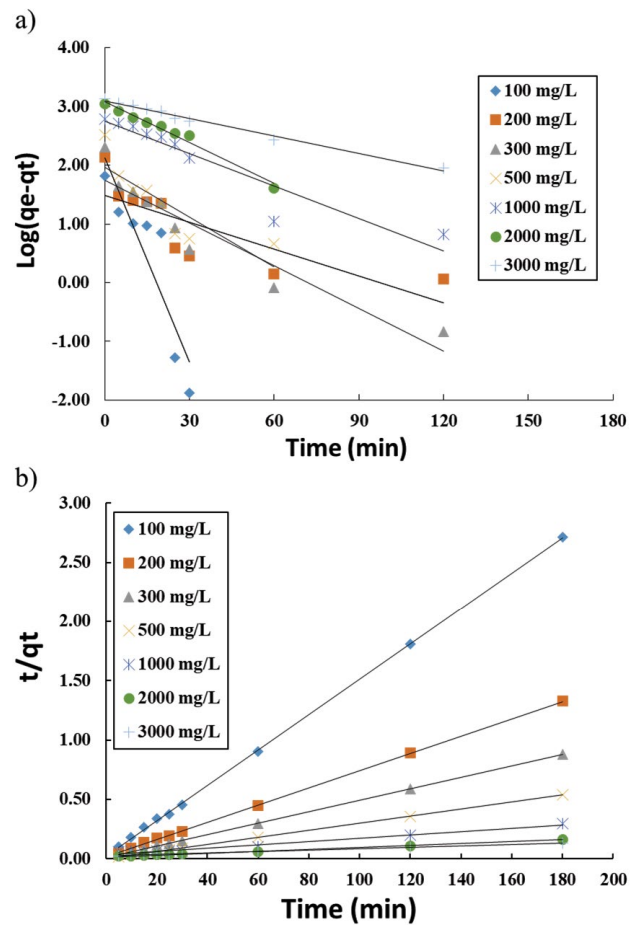 a)
4.00
3.00
2.00
1.00
0.00
-1.00
-2.00
Log(qe-qt)
0 30 60 90 120 150 180
Time (min)
100 mg/L
200 mg/L
300 mg/L
500 mg/L
1000 mg/L
2000 mg/L
3000 mg/L
b)
3.00
2.50
2.00
1.50
1.00
0.50
0.00
t/qt
0 20 40 60 80 100 120 140 160 180 200
Time (min)
100 mg/L
200 mg/L
300 mg/L
500 mg/L
1000 mg/L
2000 mg/L
3000 mg/L